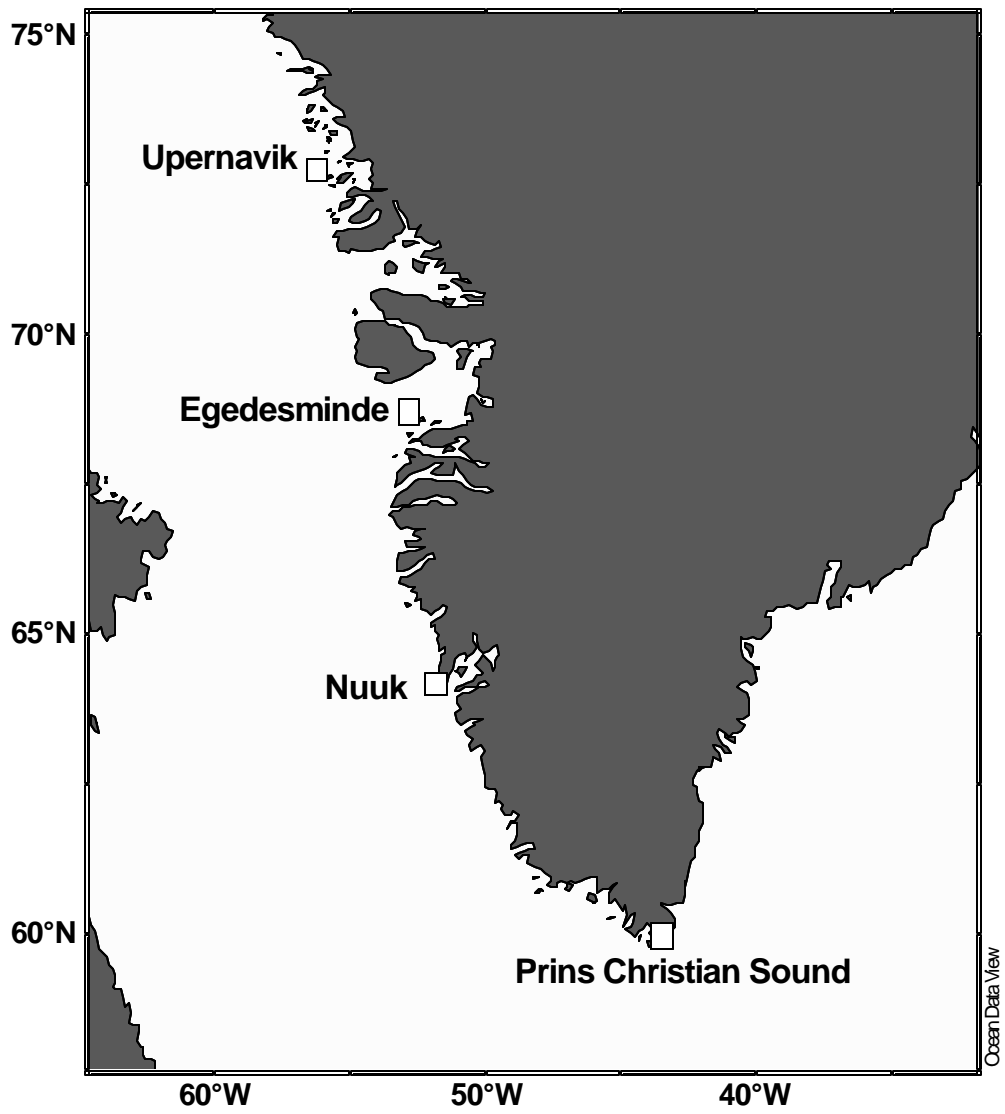 75°N
Upernavik
70°N
Egedesminde
65°N
Nuuk
60°N
Prins Christian Sound
Ocean Data View
60°W
50°W
40°W